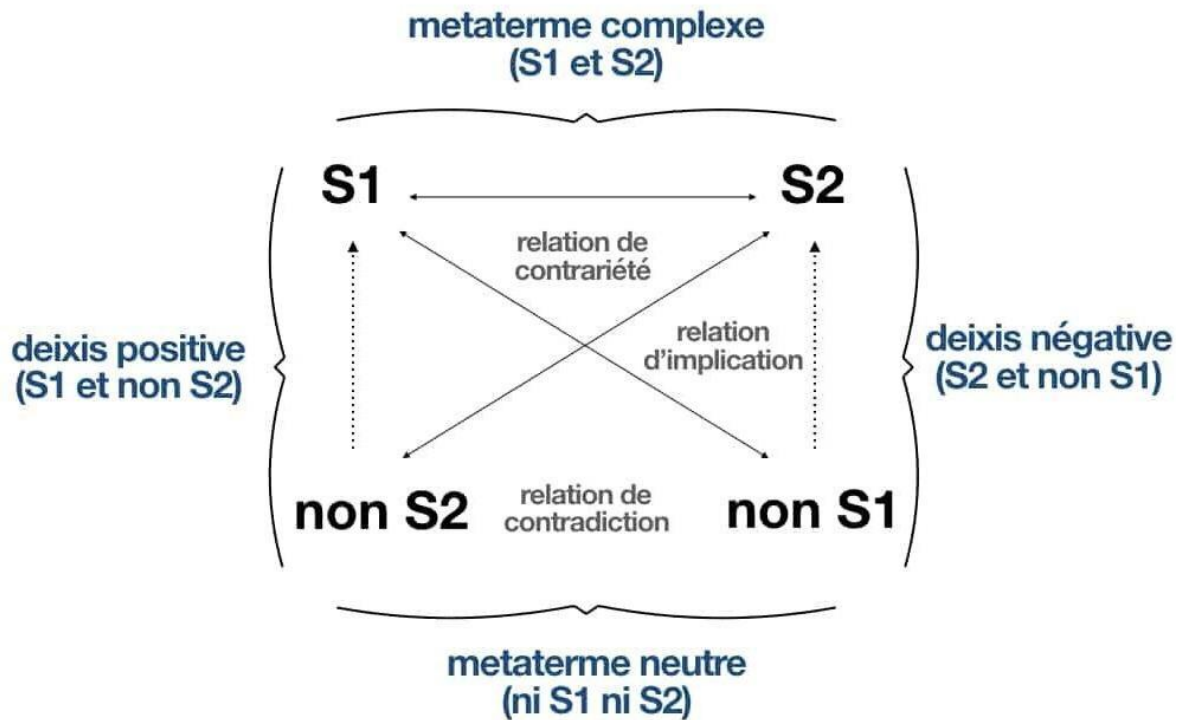 metaterme complexe
(S1 et S2)
S1
S2
relation de
contrariété
relation
d'implication
deixis positive
(S1 et non S2)
deixis négative
(S2 et non S1)
non S2
relation de
contradiction
non S1
metaterme neutre
(ni S1 ni S2)